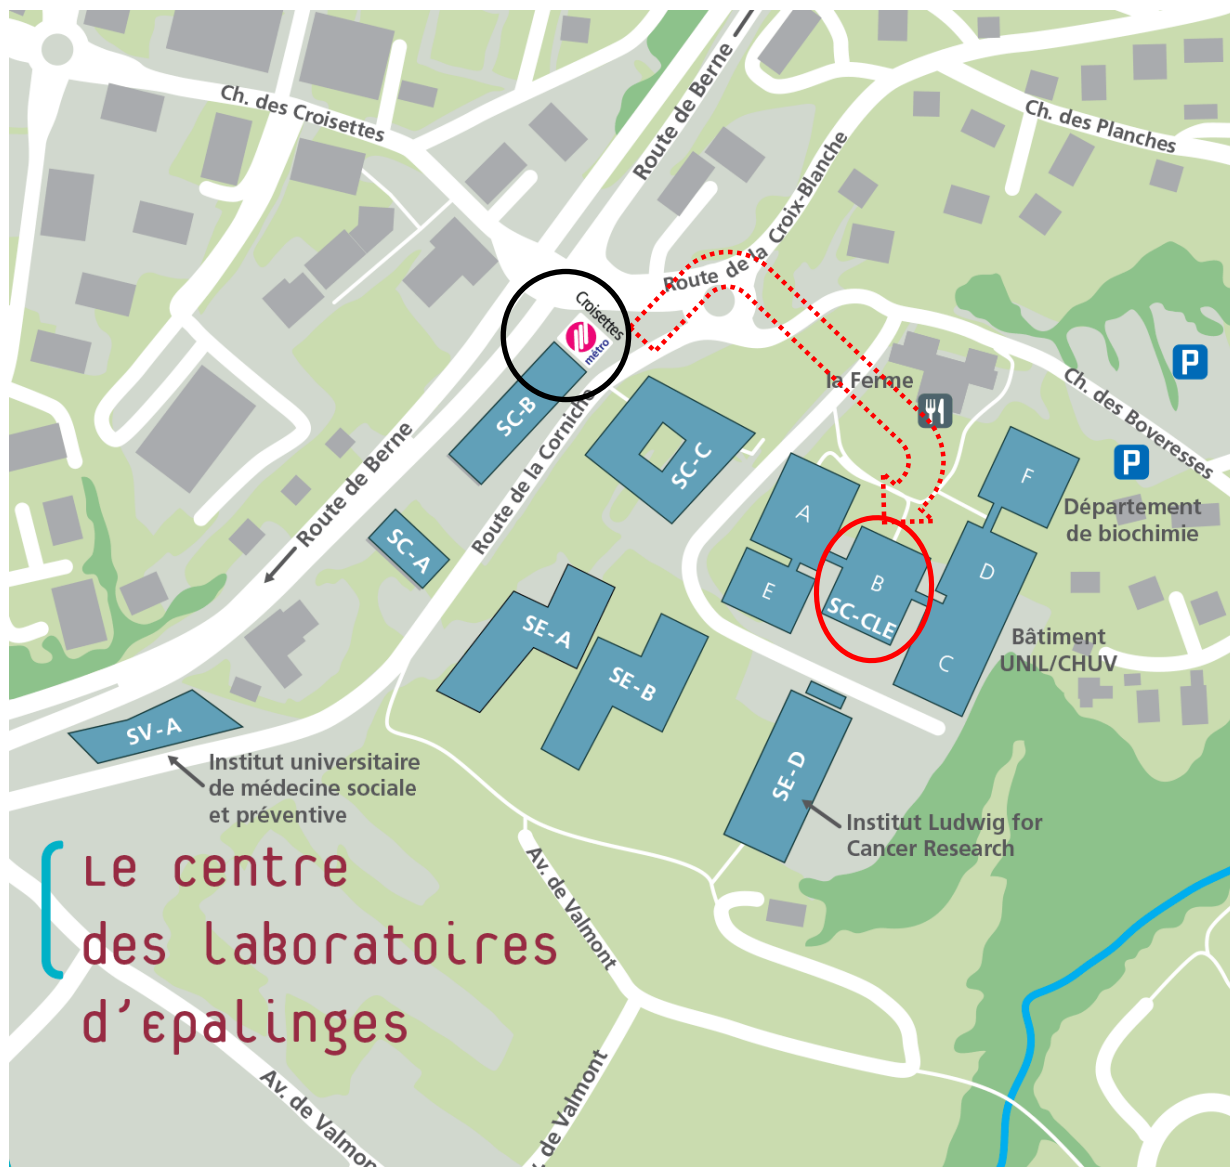 Route de Berne
Ch. des Croisettes
Route de la Croix-Blanche
Ch. des Planches
Croisettes
métro
la Ferme
Ch. des Boveresses
P
P
SC-B
Route de Berne
Route de la Corniche
SC-C
SC-A
A
B
SC-CLE
E
F
D
C
Département
de biochimie
Bâtiment
UNIL/CHUV
SE-A
SE-B
SE-D
SV-A
Institut universitaire
de médecine sociale
et préventive
Institut Ludwig for
Cancer Research
Le centre
des laboratoires
d'epalinges
Av. de Valmont
Av. de Valmont
. de Valmont